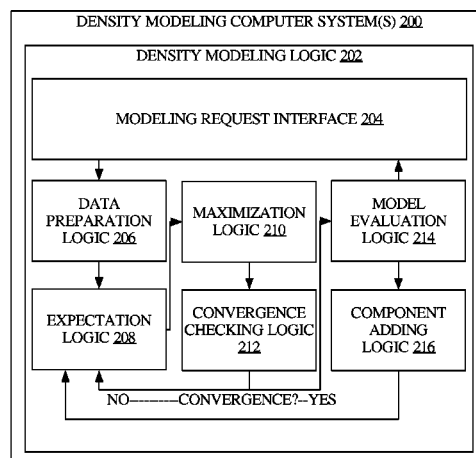 DENSITY MODELING COMPUTER SYSTEM(S) 200
DENSITY MODELING LOGIC 202
MODELING REQUEST INTERFACE 204
DATA
PREPARATION
LOGIC 206
MAXIMIZATION
LOGIC 210
MODEL
EVALUATION
LOGIC 214
EXPECTATION
LOGIC 208
CONVERGENCE
CHECKING LOGIC
212
COMPONENT
ADDING
LOGIC 216
NO----------CONVERGENCE?--YES